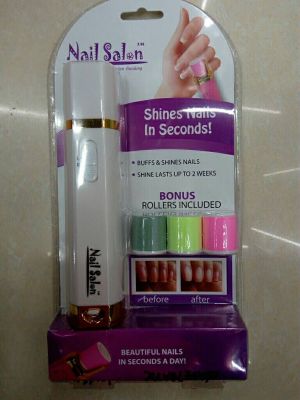 Nail Salon
TM
Shines Nails
In Seconds!
• BUFFS & SHINES NAILS
• SHINE LASTS UP TO 2 WEEKS
BONUS
ROLLERS INCLUDED
before
after
Nail Salon
BEAUTIFUL NAILS
IN SECONDS A DAY!